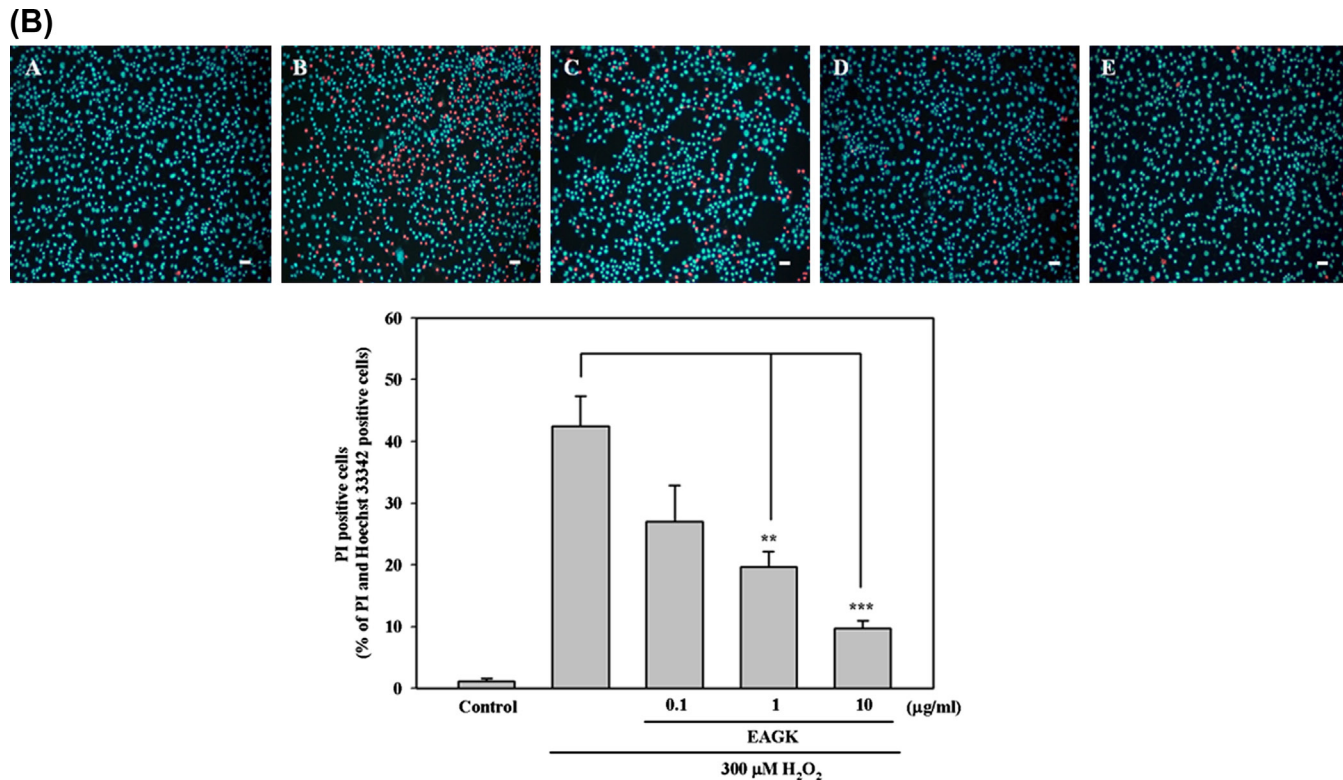 (B)
A B C D E
60
50
40
30
20
10
0
PI positive cells
(% of PI and Hoechst 33342 positive cells)
**
***
Control 0.1 1 10 (μg/ml)
EAGK
300 μM H₂O₂